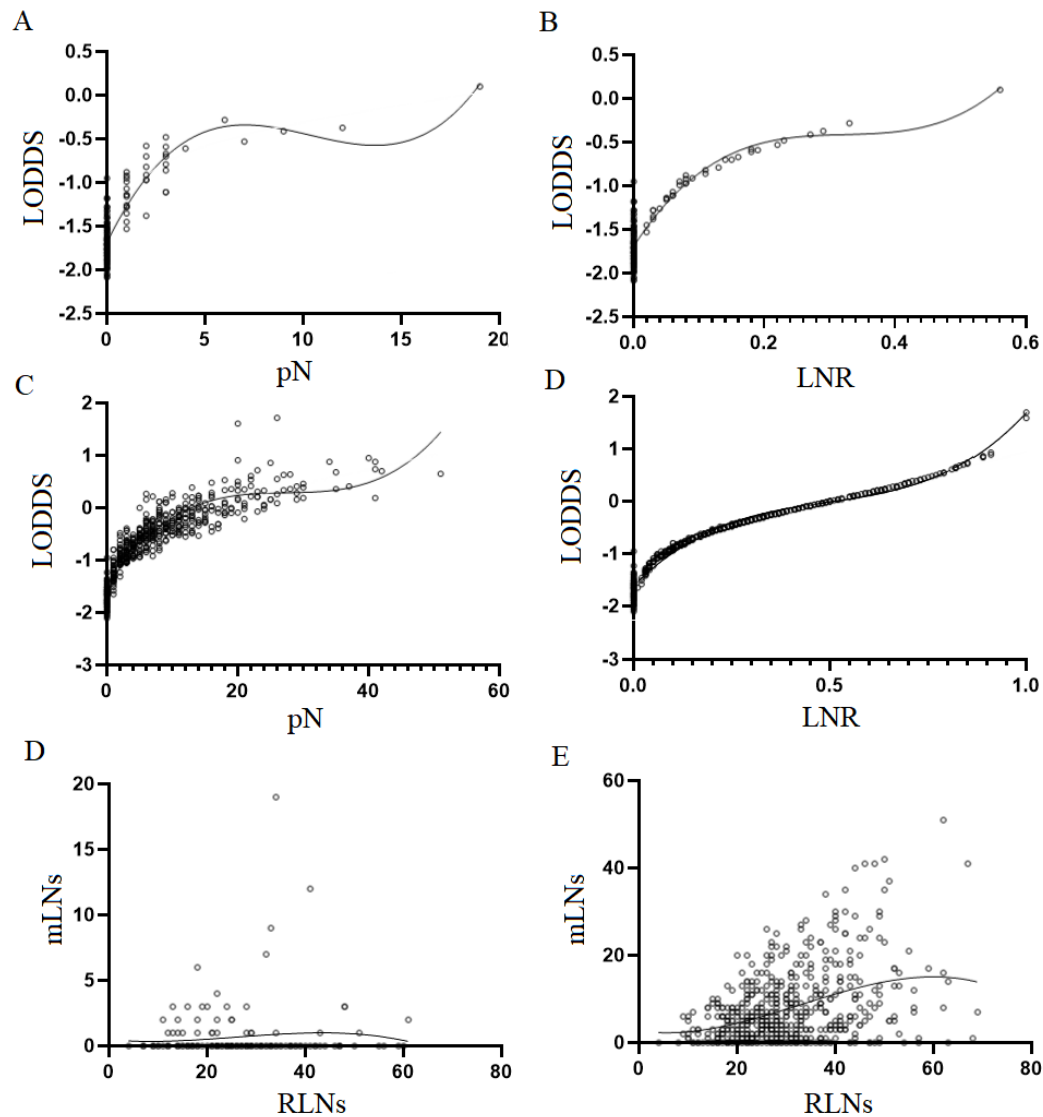 A
0.5
0.0
-0.5
-1.0
-1.5
-2.0
-2.5
LODDS
0 5 10 15 20
pN
B
0.5
0.0
-0.5
-1.0
-1.5
-2.0
-2.5
LODDS
0.0 0.2 0.4 0.6
LNR
C
2
1
0
-1
-2
-3
LODDS
0 20 40 60
pN
D
2
1
0
-1
-2
-3
LODDS
0.0 0.5 1.0
LNR
D
20
15
10
5
0
mLNs
0 20 40 60 80
RLNs
E
60
40
20
0
mLNs
0 20 40 60 80
RLNs